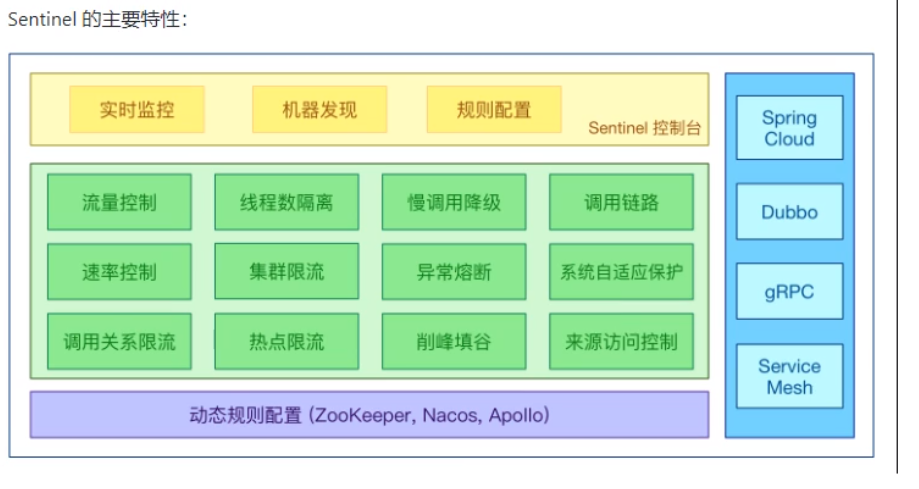 Sentinel 的主要特性：
实时监控
机器发现
规则配置
Sentinel 控制台
流量控制
线程数隔离
慢调用降级
调用链路
速率控制
集群限流
异常熔断
系统自适应保护
调用关系限流
热点限流
削峰填谷
来源访问控制
动态规则配置 (ZooKeeper, Nacos, Apollo)
Spring
Cloud
Dubbo
gRPC
Service
Mesh